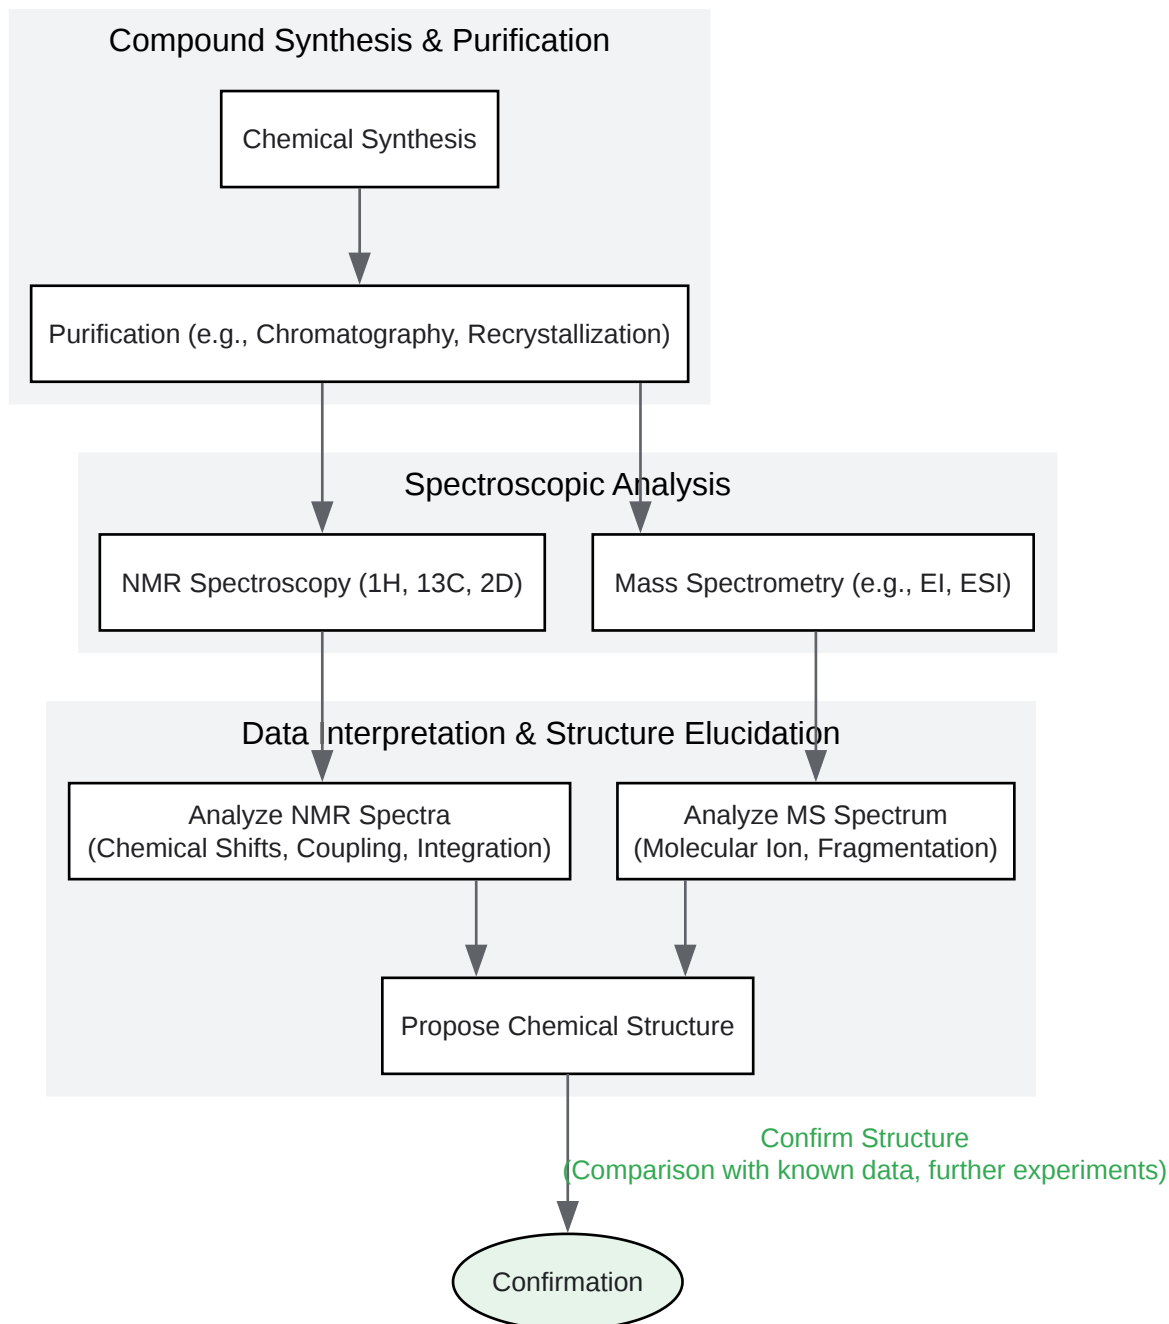 Compound Synthesis & Purification
Chemical Synthesis
Purification (e.g., Chromatography, Recrystallization)
Spectroscopic Analysis
NMR Spectroscopy (1H, 13C, 2D)
Mass Spectrometry (e.g., EI, ESI)
Data Interpretation & Structure Elucidation
Analyze NMR Spectra
(Chemical Shifts, Coupling, Integration)
Analyze MS Spectrum
(Molecular Ion, Fragmentation)
Propose Chemical Structure
Confirm Structure
(Comparison with known data, further experiments)
Confirmation